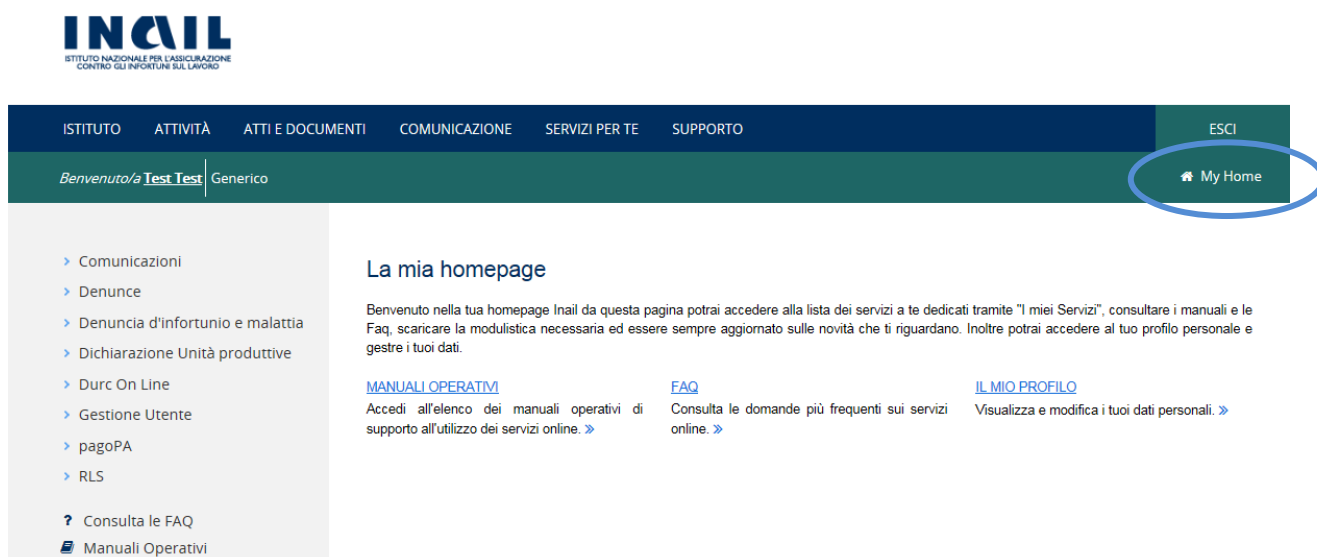 INAIL
ISTITUTO NAZIONALE PER L'ASSICURAZIONE
CONTRO GLI INFORTUNI SUL LAVORO
ISTITUTO ATTIVITÀ ATTI E DOCUMENTI COMUNICAZIONE SERVIZI PER TE SUPPORTO ESCI
Benvenuto/a Test Test Generico My Home
Comunicazioni
Denunce
Denuncia d'infortunio e malattia
Dichiarazione Unità produttive
Durc On Line
Gestione Utente
pagoPA
RLS
? Consulta le FAQ
Manuali Operativi
La mia homepage
Benvenuto nella tua homepage Inail da questa pagina potrai accedere alla lista dei servizi a te dedicati tramite "I miei Servizi", consultare i manuali e le
Faq, scaricare la modulistica necessaria ed essere sempre aggiornato sulle novità che ti riguardano. Inoltre potrai accedere al tuo profilo personale e
gestre i tuoi dati.
MANUALI OPERATIVI
Accedi all'elenco dei manuali operativi di
supporto all'utilizzo dei servizi online. »
FAQ
Consulta le domande più frequenti sui servizi
online. »
IL MIO PROFILO
Visualizza e modifica i tuoi dati personali. »